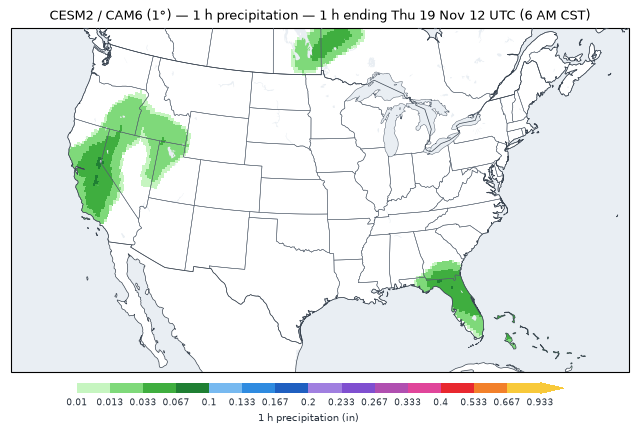 CESM2 / CAM6 (1°) — 1 h precipitation — 1 h ending Thu 19 Nov 12 UTC (6 AM CST)
0.01 0.013 0.033 0.067 0.1 0.133 0.167 0.2 0.233 0.267 0.333 0.4 0.533 0.667 0.933
1 h precipitation (in)